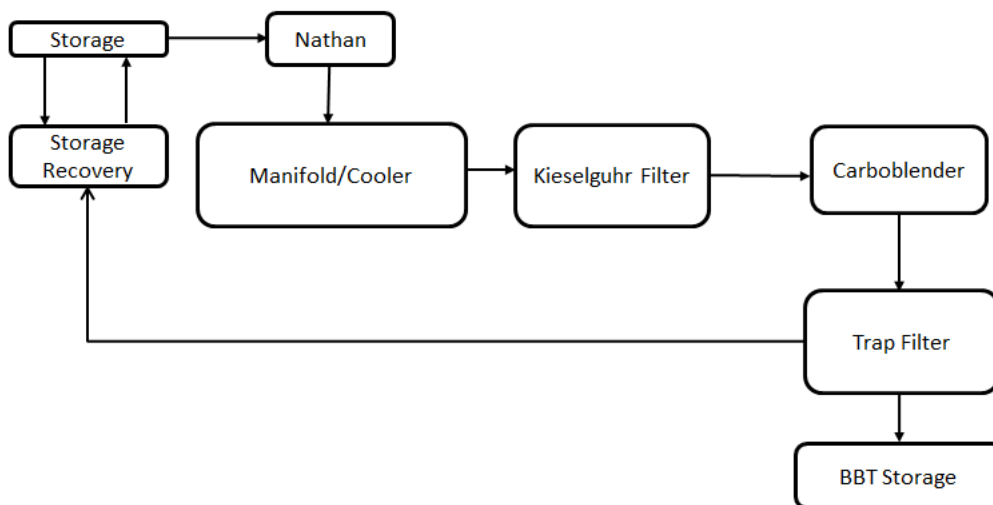 Storage
Nathan
Storage
Recovery
Manifold/Cooler
Kieselguhr Filter
Carboblender
Trap Filter
BBT Storage